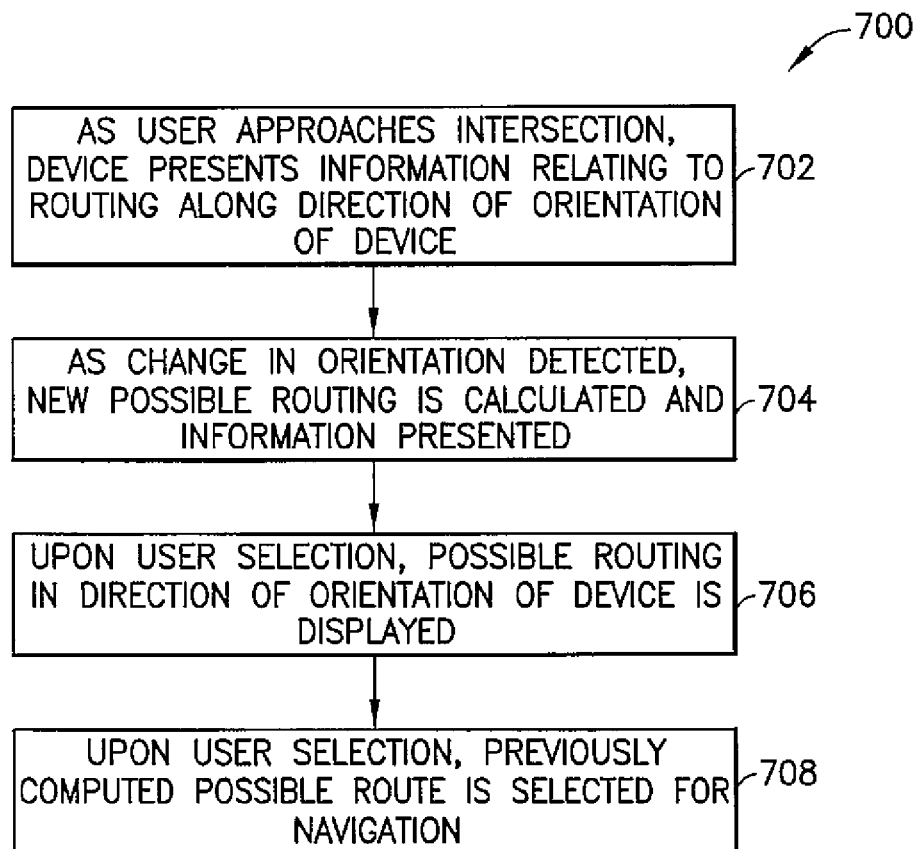 700
AS USER APPROACHES INTERSECTION,
DEVICE PRESENTS INFORMATION RELATING TO
ROUTING ALONG DIRECTION OF ORIENTATION
OF DEVICE
702
AS CHANGE IN ORIENTATION DETECTED,
NEW POSSIBLE ROUTING IS CALCULATED AND
INFORMATION PRESENTED
704
UPON USER SELECTION, POSSIBLE ROUTING
IN DIRECTION OF ORIENTATION OF DEVICE IS
DISPLAYED
706
UPON USER SELECTION, PREVIOUSLY
COMPUTED POSSIBLE ROUTE IS SELECTED FOR
NAVIGATION
708